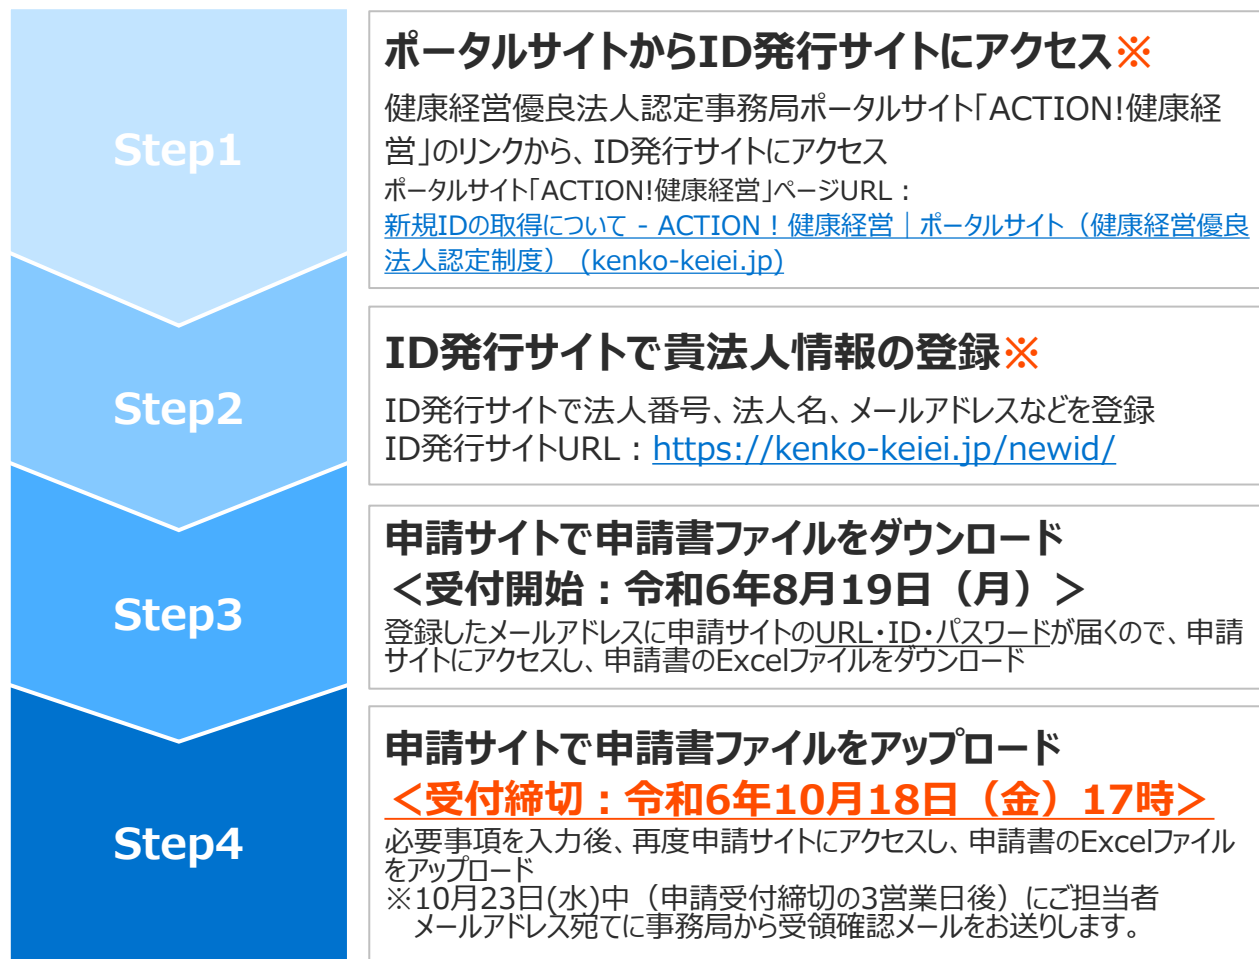 Step1
ポータルサイトからID発行サイトにアクセス※
健康経営優良法人認定事務局ポータルサイト「ACTION!健康経
営」のリンクから、ID発行サイトにアクセス
ポータルサイト「ACTION!健康経営」ページURL：
新規IDの取得について - ACTION！健康経営｜ポータルサイト（健康経営優良
法人認定制度） (kenko-keiei.jp)
Step2
ID発行サイトで貴法人情報の登録※
ID発行サイトで法人番号、法人名、メールアドレスなどを登録
ID発行サイトURL：https://kenko-keiei.jp/newid/
Step3
申請サイトで申請書ファイルをダウンロード
＜受付開始：令和6年8月19日（月）＞
登録したメールアドレスに申請サイトのURL・ID・パスワードが届くので、申請
サイトにアクセスし、申請書のExcelファイルをダウンロード
Step4
申請サイトで申請書ファイルをアップロード
＜受付締切：令和6年10月18日（金）17時＞
必要事項を入力後、再度申請サイトにアクセスし、申請書のExcelファイル
をアップロード
※10月23日(水)中（申請受付締切の3営業日後）にご担当者
メールアドレス宛てに事務局から受領確認メールをお送りします。